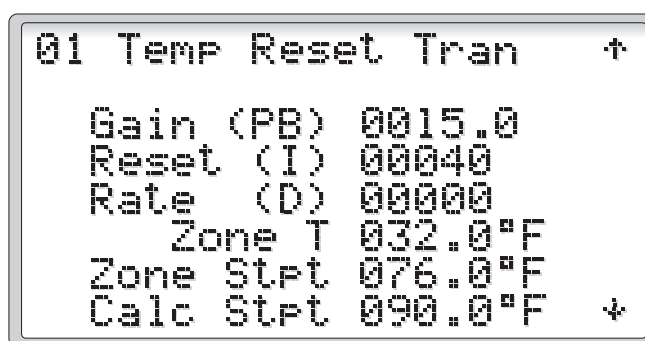 01 Temp Reset Tran ↑
Gain (PB) 0015.0
Reset (I) 00040
Rate (D) 00000
Zone T 032.0°F
Zone Stpt 076.0°F
Calc Stpt 090.0°F ↓